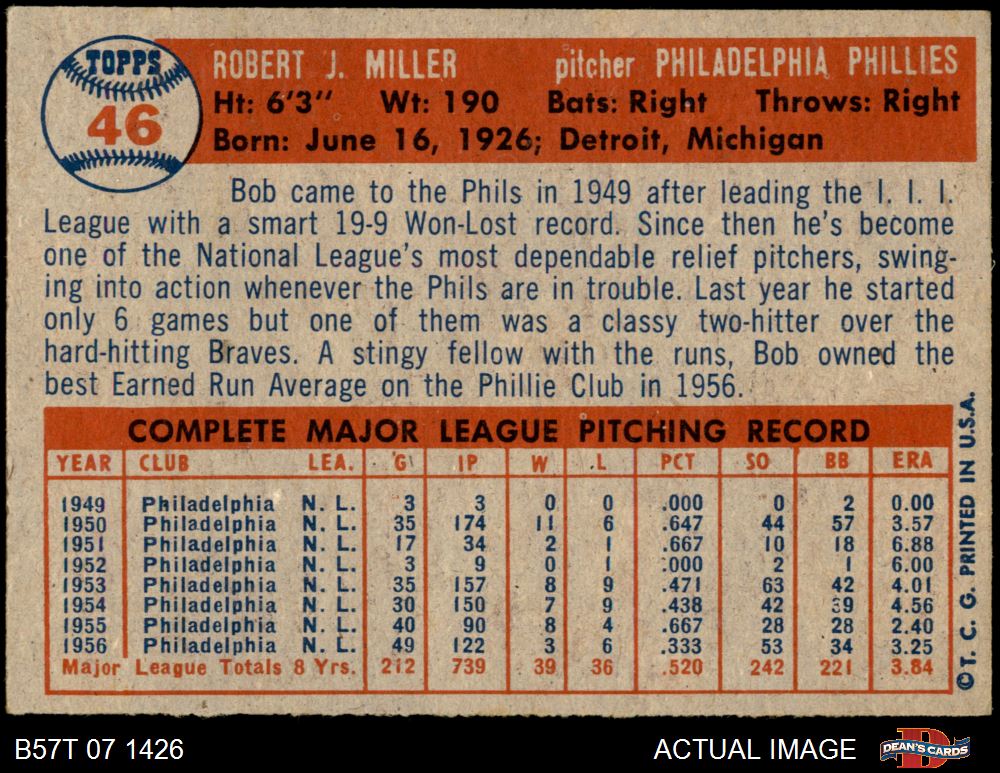 TOPPS
46
ROBERT J. MILLER pitcher PHILADELPHIA PHILLIES
Ht: 6'3" Wt: 190 Bats: Right Throws: Right
Born: June 16, 1926; Detroit, Michigan
Bob came to the Phils in 1949 after leading the I. I. I.
League with a smart 19-9 Won-Lost record. Since then he's become
one of the National League's most dependable relief pitchers, swing-
ing into action whenever the Phils are in trouble. Last year he started
only 6 games but one of them was a classy two-hitter over the
hard-hitting Braves. A stingy fellow with the runs, Bob owned the
best Earned Run Average on the Phillie Club in 1956.
COMPLETE MAJOR LEAGUE PITCHING RECORD
YEAR CLUB LEA. G IP W L PCT SO BB ERA
1949 Philadelphia N. L. 3 3 0 0 .000 0 2 0.00
1950 Philadelphia N. L. 35 174 11 6 .647 44 57 3.57
1951 Philadelphia N. L. 17 34 2 1 .667 10 18 6.88
1952 Philadelphia N. L. 3 9 0 1 .000 2 1 6.00
1953 Philadelphia N. L. 35 157 8 9 .471 63 42 4.01
1954 Philadelphia N. L. 30 150 7 9 .438 42 39 4.56
1955 Philadelphia N. L. 40 90 8 4 .667 28 28 2.40
1956 Philadelphia N. L. 49 122 3 6 .333 53 34 3.25
Major League Totals 8 Yrs. 212 739 39 36 .520 242 221 3.84
©T. C. G. PRINTED IN U.S.A.
B57T 07 1426 ACTUAL IMAGE DEAN'S CARDS